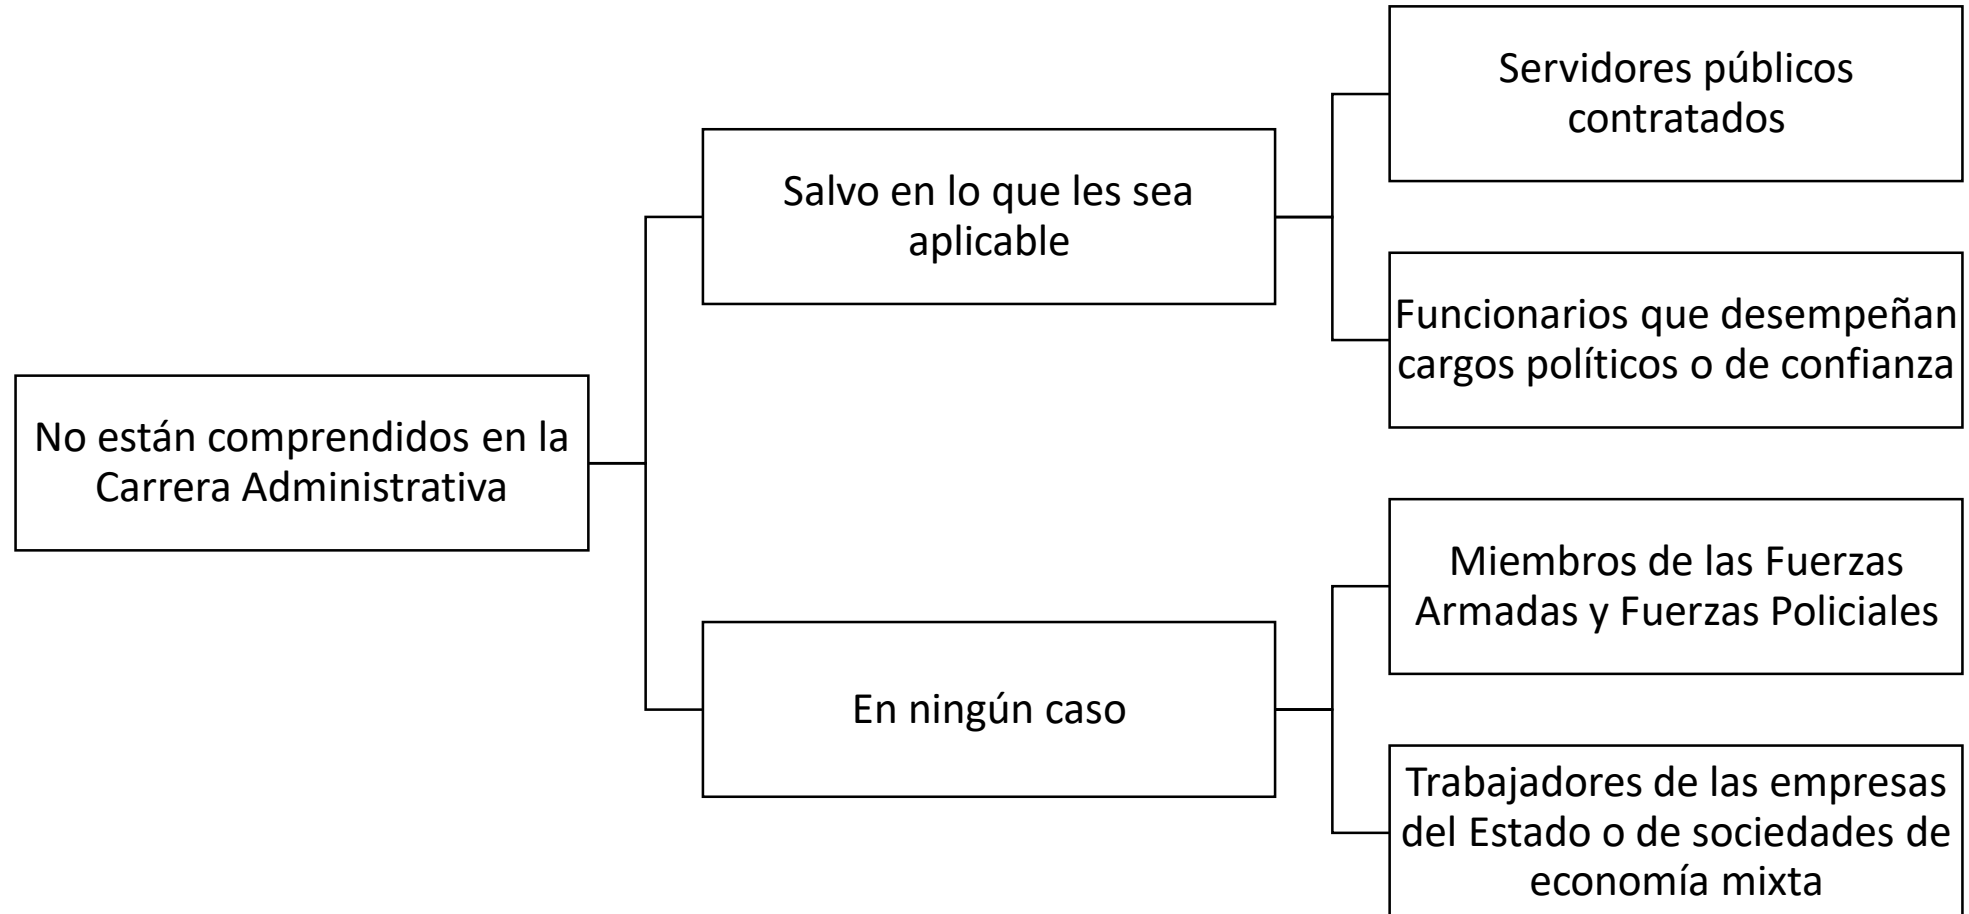 No están comprendidos en la
Carrera Administrativa
Salvo en lo que les sea
aplicable
Servidores públicos
contratados
Funcionarios que desempeñan
cargos políticos o de confianza
En ningún caso
Miembros de las Fuerzas
Armadas y Fuerzas Policiales
Trabajadores de las empresas
del Estado o de sociedades de
economía mixta